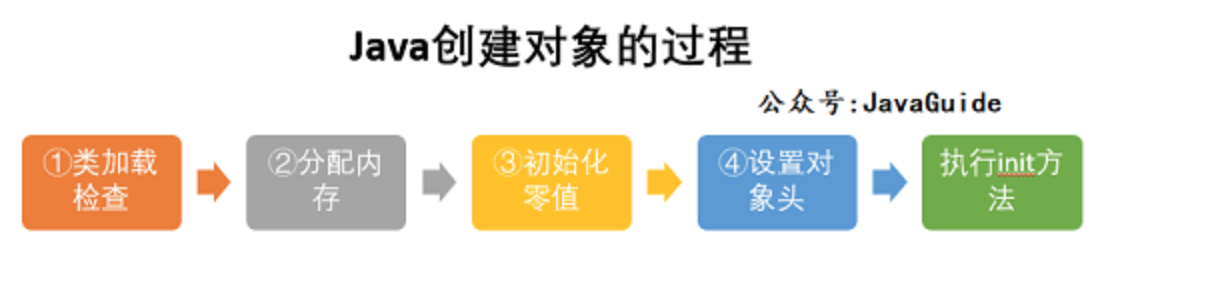 Java创建对象的过程
公众号:JavaGuide
①类加载
检查
②分配内
存
③初始化
零值
④设置对
象头
执行init方
法